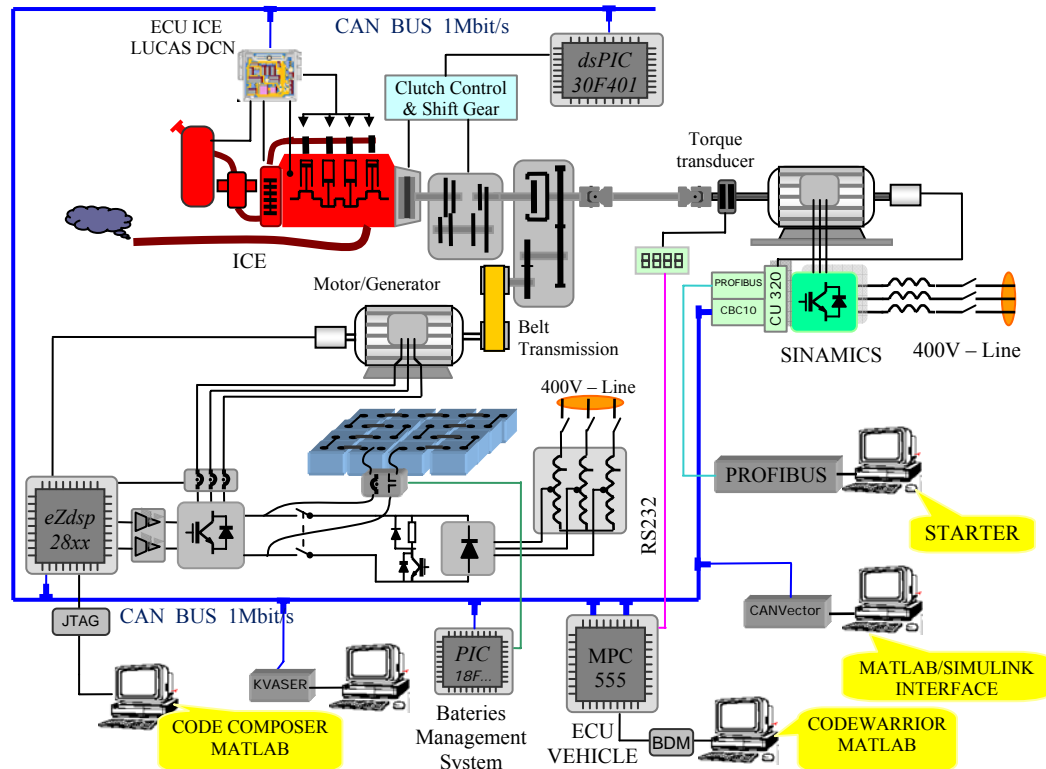 CAN BUS 1Mbit/s
ECU ICE
LUCAS DCN
dsPIC
30F401
Clutch Control
& Shift Gear
Torque
transducer
ICE
Motor/Generator
PROFIBUS
CBC10
CU 320
SINAMICS
400V – Line
Belt
Transmission
400V – Line
RS232
PROFIBUS
STARTER
eZdsp
28xx
CAN BUS 1Mbit/s
JTAG
KVASER
PIC
18F...
MPC
555
CANVector
MATLAB/SIMULINK
INTERFACE
CODE COMPOSER
MATLAB
Bateries
Management
System
ECU
VEHICLE
BDM
CODEWARRIOR
MATLAB